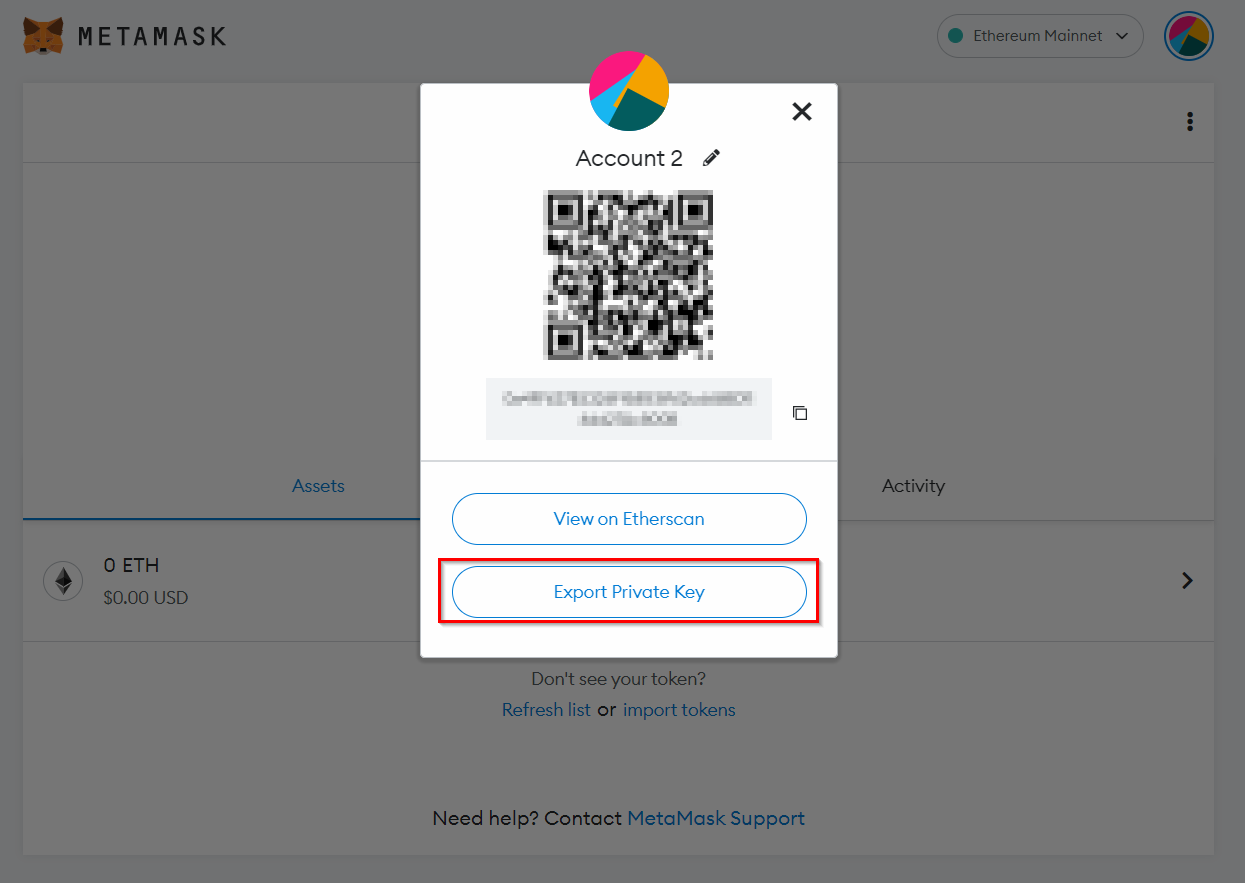 METAMASK
Ethereum Mainnet
Account 2
View on Etherscan
Export Private Key
Assets
Activity
0 ETH
$0.00 USD
Don't see your token?
Refresh list or import tokens
Need help? Contact MetaMask Support